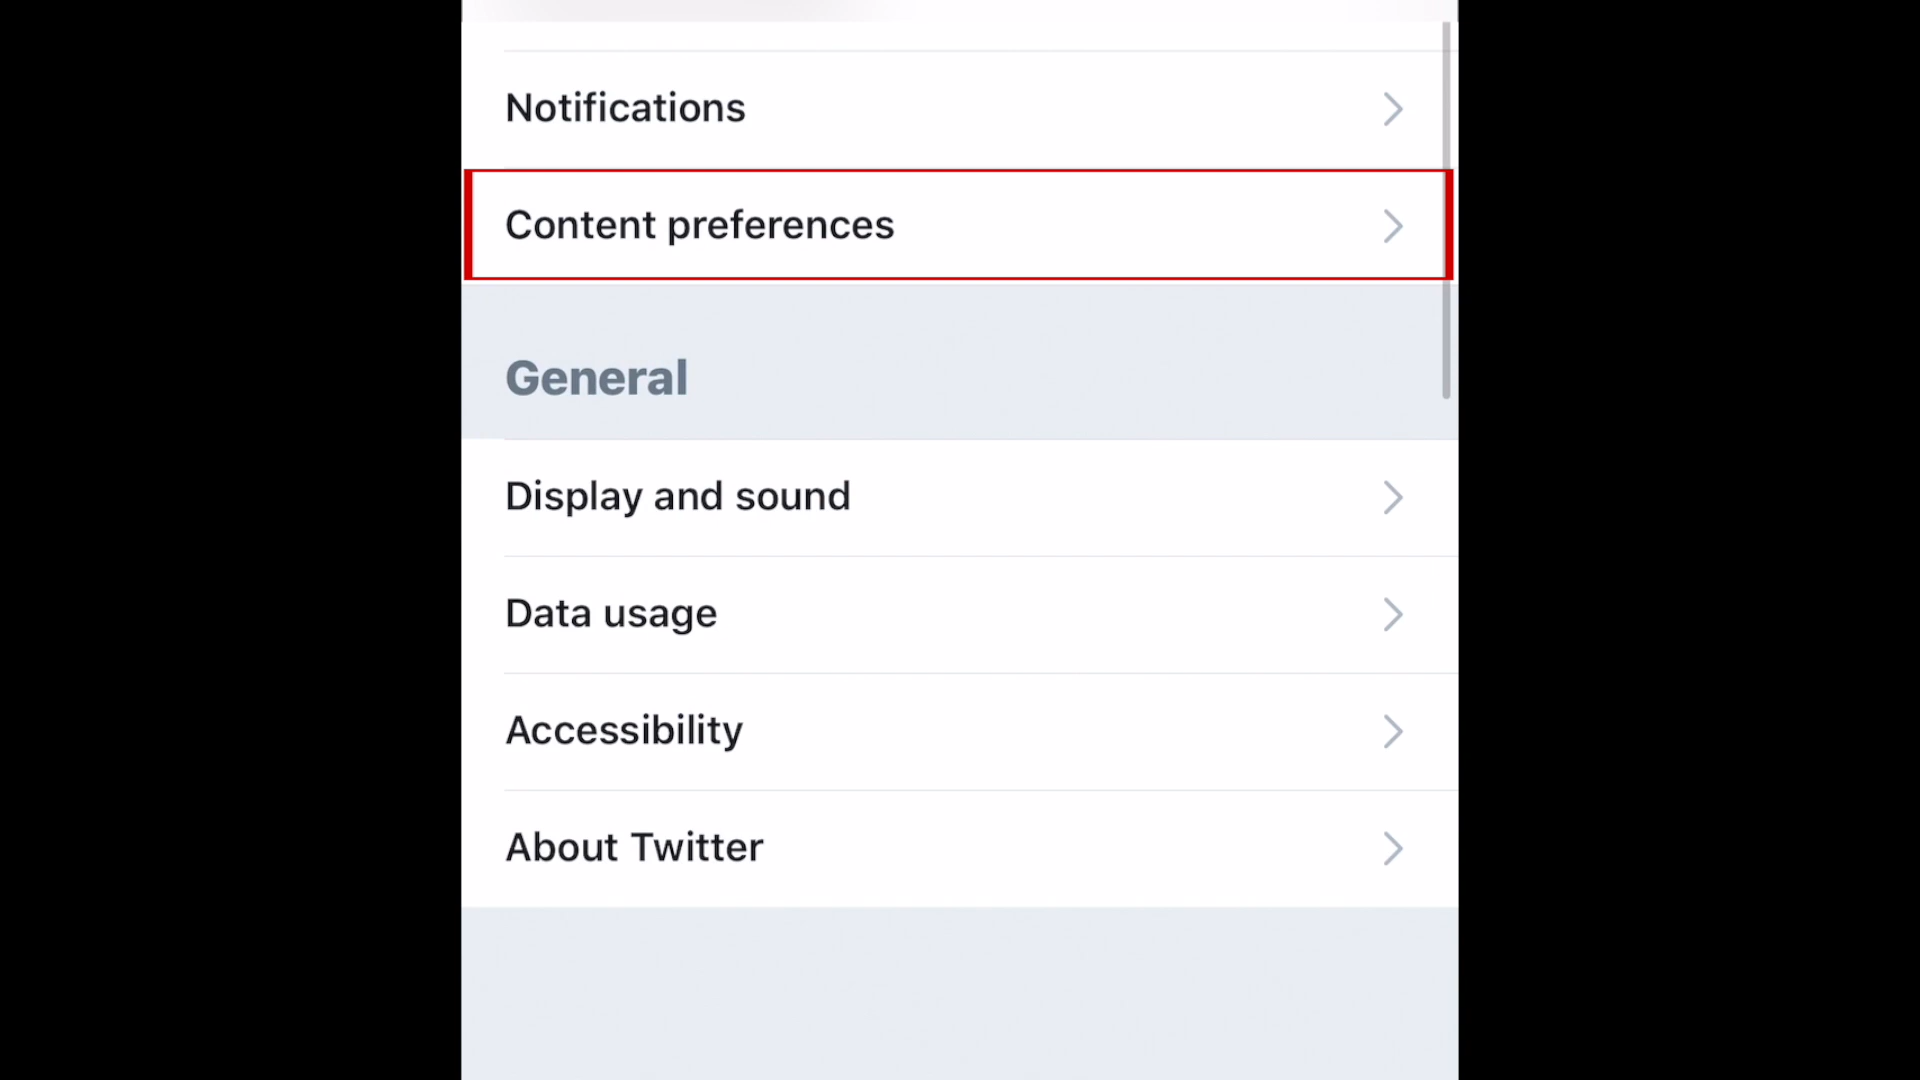 Notifications
Content preferences
General
Display and sound
Data usage
Accessibility
About Twitter